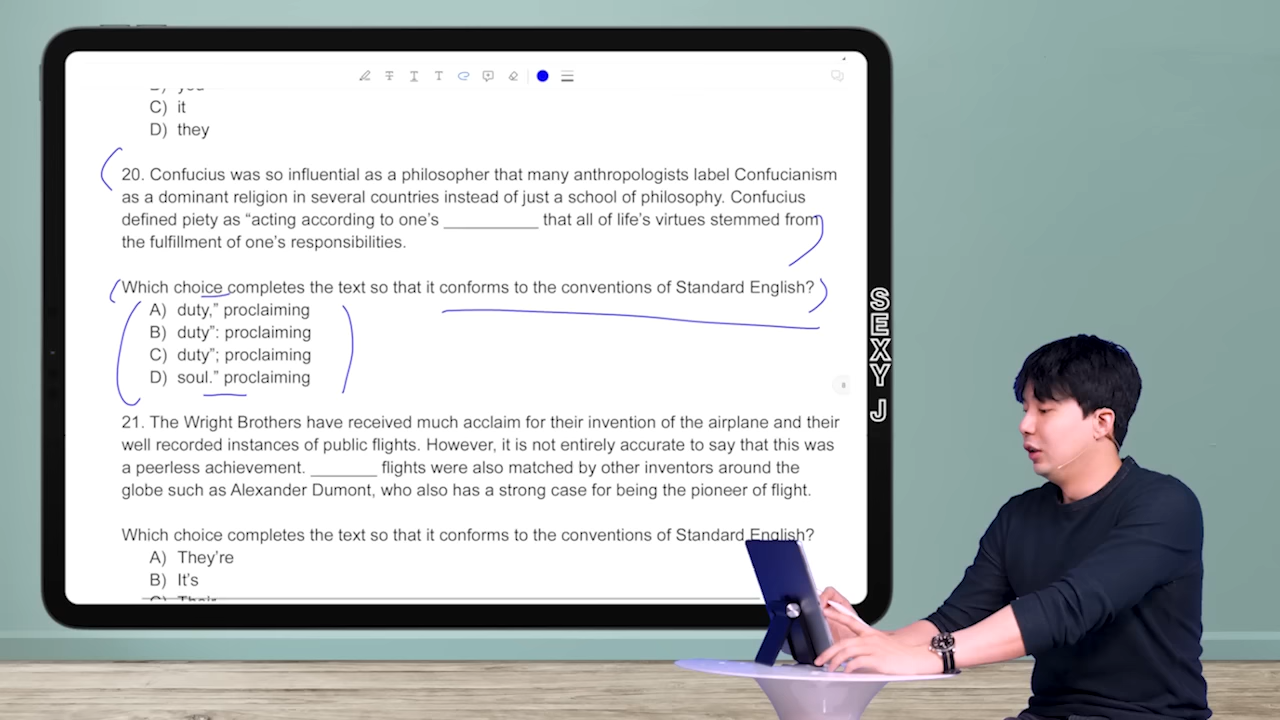 C) it
D) they
20. Confucius was so influential as a philosopher that many anthropologists label Confucianism
as a dominant religion in several countries instead of just a school of philosophy. Confucius
defined piety as “acting according to one’s __________ that all of life’s virtues stemmed from
the fulfillment of one’s responsibilities.
Which choice completes the text so that it conforms to the conventions of Standard English?
A) duty,” proclaiming
B) duty”: proclaiming
C) duty”; proclaiming
D) soul.” proclaiming
21. The Wright Brothers have received much acclaim for their invention of the airplane and their
well recorded instances of public flights. However, it is not entirely accurate to say that this was
a peerless achievement. _______ flights were also matched by other inventors around the
globe such as Alexander Dumont, who also has a strong case for being the pioneer of flight.
Which choice completes the text so that it conforms to the conventions of Standard English?
A) They’re
B) It’s
8
SEXY J